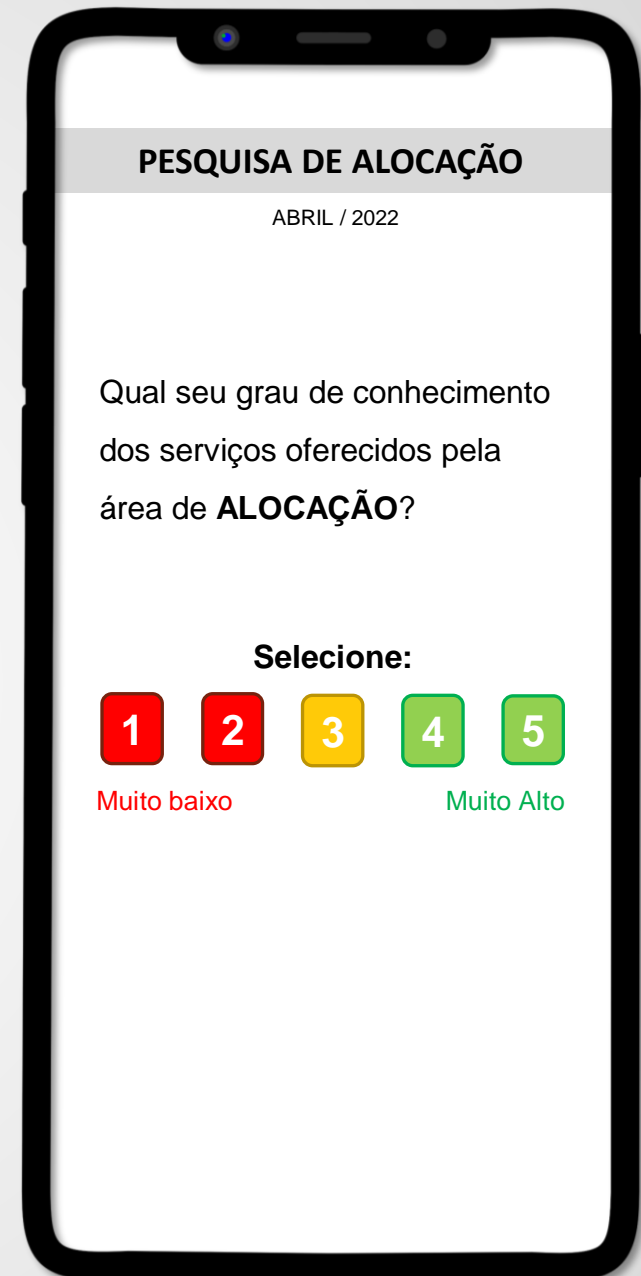 PESQUISA DE ALOCAÇÃO
ABRIL / 2022
Qual seu grau de conhecimento
dos serviços oferecidos pela
área de ALOCAÇÃO?
Selecione:
1 2 3 4 5
Muito baixo Muito Alto